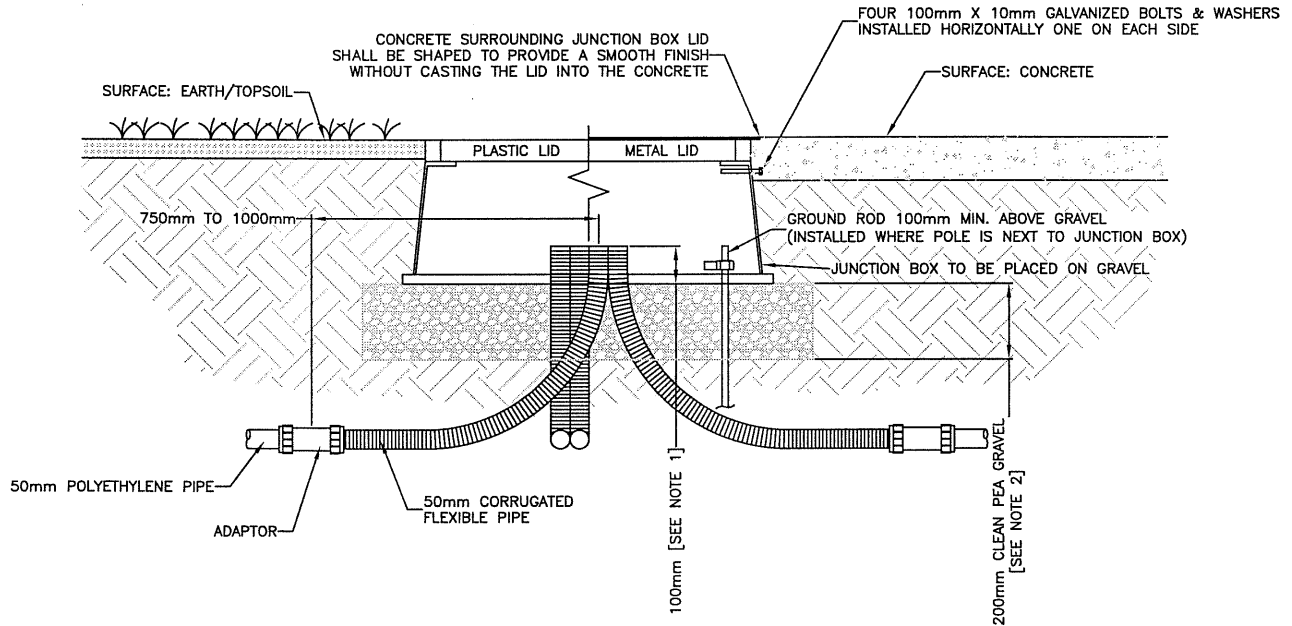 FOUR 100mm X 10mm GALVANIZED BOLTS & WASHERS
INSTALLED HORIZONTALLY ONE ON EACH SIDE
CONCRETE SURROUNDING JUNCTION BOX LID
SHALL BE SHAPED TO PROVIDE A SMOOTH FINISH
WITHOUT CASTING THE LID INTO THE CONCRETE
SURFACE: CONCRETE
SURFACE: EARTH/TOPSOIL
PLASTIC LID
METAL LID
750mm TO 1000mm
GROUND ROD 100mm MIN. ABOVE GRAVEL
(INSTALLED WHERE POLE IS NEXT TO JUNCTION BOX)
JUNCTION BOX TO BE PLACED ON GRAVEL
50mm POLYETHYLENE PIPE
ADAPTOR
50mm CORRUGATED
FLEXIBLE PIPE
100mm [SEE NOTE 1]
200mm CLEAN PEA GRAVEL
[SEE NOTE 2]